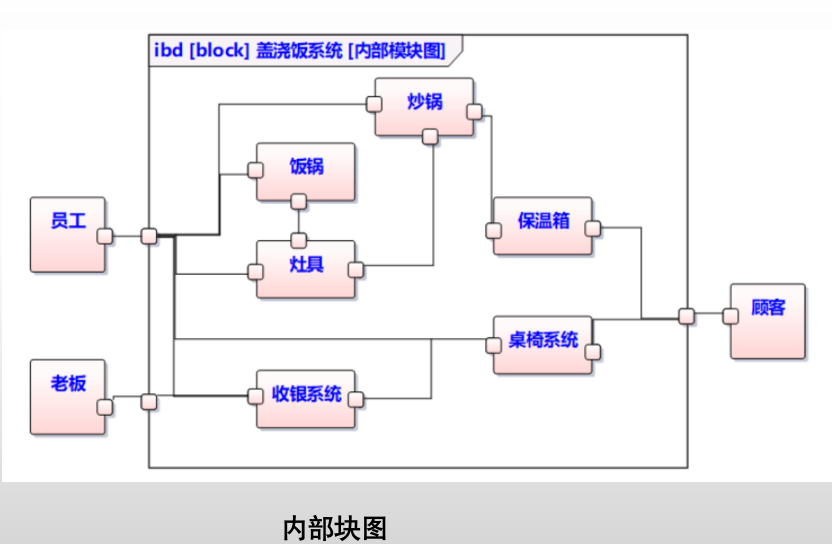 ibd [block] 盖浇饭系统 [内部模块图]
炒锅
饭锅
员工
保温箱
灶具
顾客
桌椅系统
老板
收银系统
内部块图